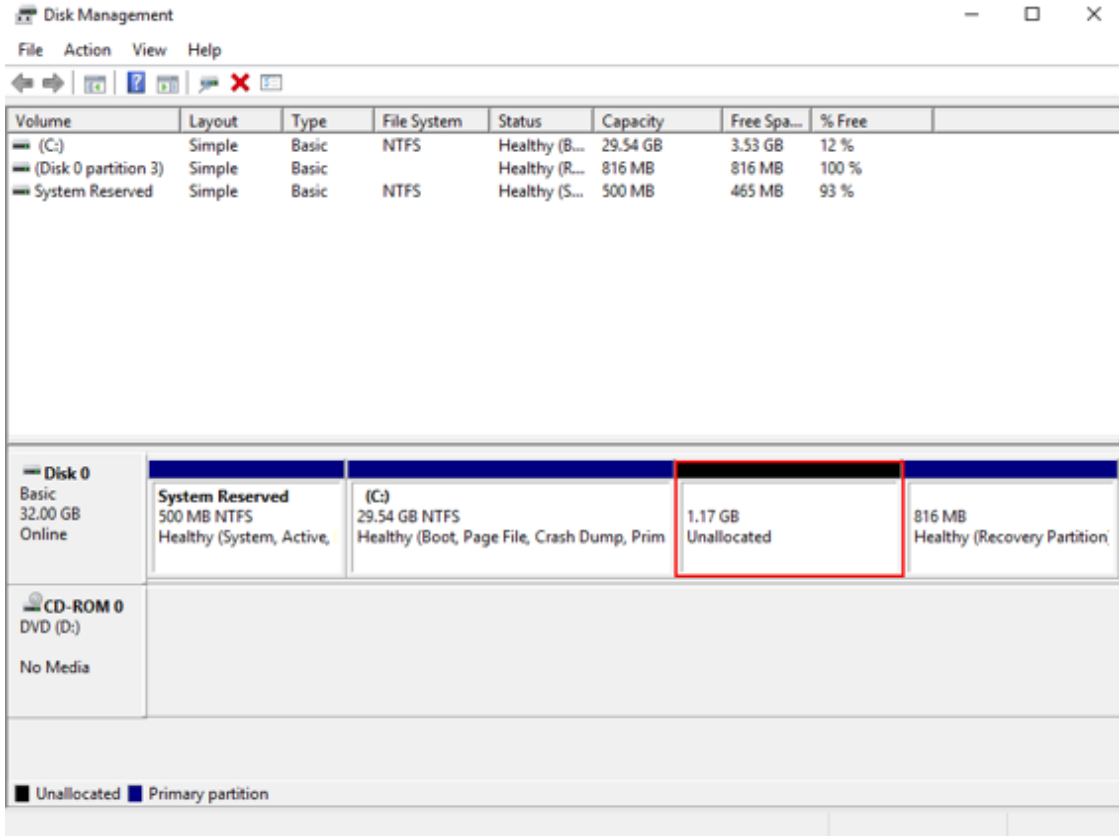 Disk Management
File Action View Help
Volume Layout Type File System Status Capacity Free Spa... % Free
(C:) Simple Basic NTFS Healthy (B... 29.54 GB 3.53 GB 12 %
(Disk 0 partition 3) Simple Basic Healthy (R... 816 MB 816 MB 100 %
System Reserved Simple Basic NTFS Healthy (S... 500 MB 465 MB 93 %
Disk 0
Basic
32.00 GB
Online
System Reserved
500 MB NTFS
Healthy (System, Active,
(C:)
29.54 GB NTFS
Healthy (Boot, Page File, Crash Dump, Prim
1.17 GB
Unallocated
816 MB
Healthy (Recovery Partition
CD-ROM 0
DVD (D:)
No Media
Unallocated Primary partition